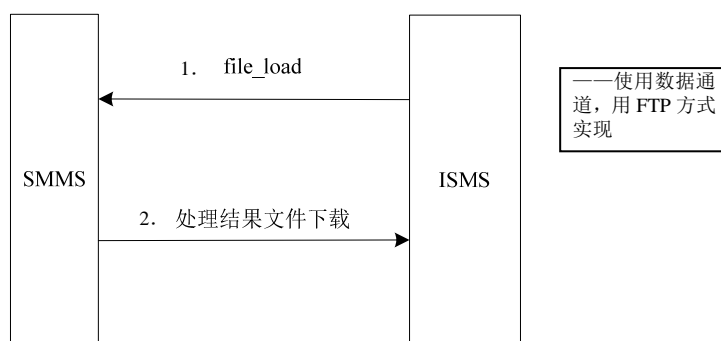 1. file_load
——使用数据通
道，用 FTP 方式
实现
SMMS
ISMS
2. 处理结果文件下载